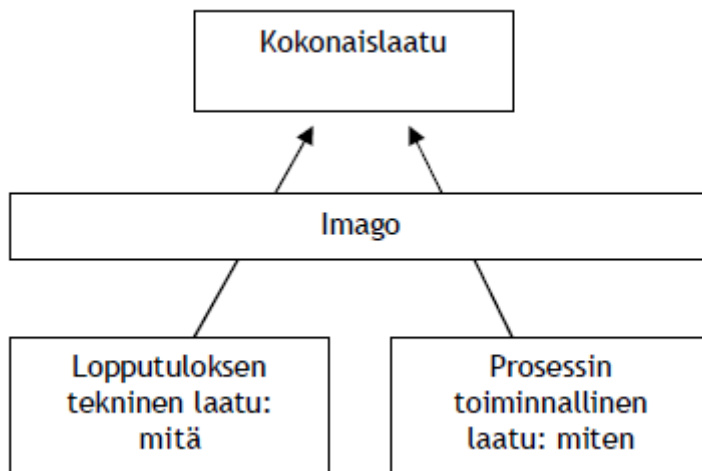 Kokonaislaatu
Imago
Lopputuloksen
tekninen laatu:
mitä
Prosessin
toiminnallinen
laatu: miten